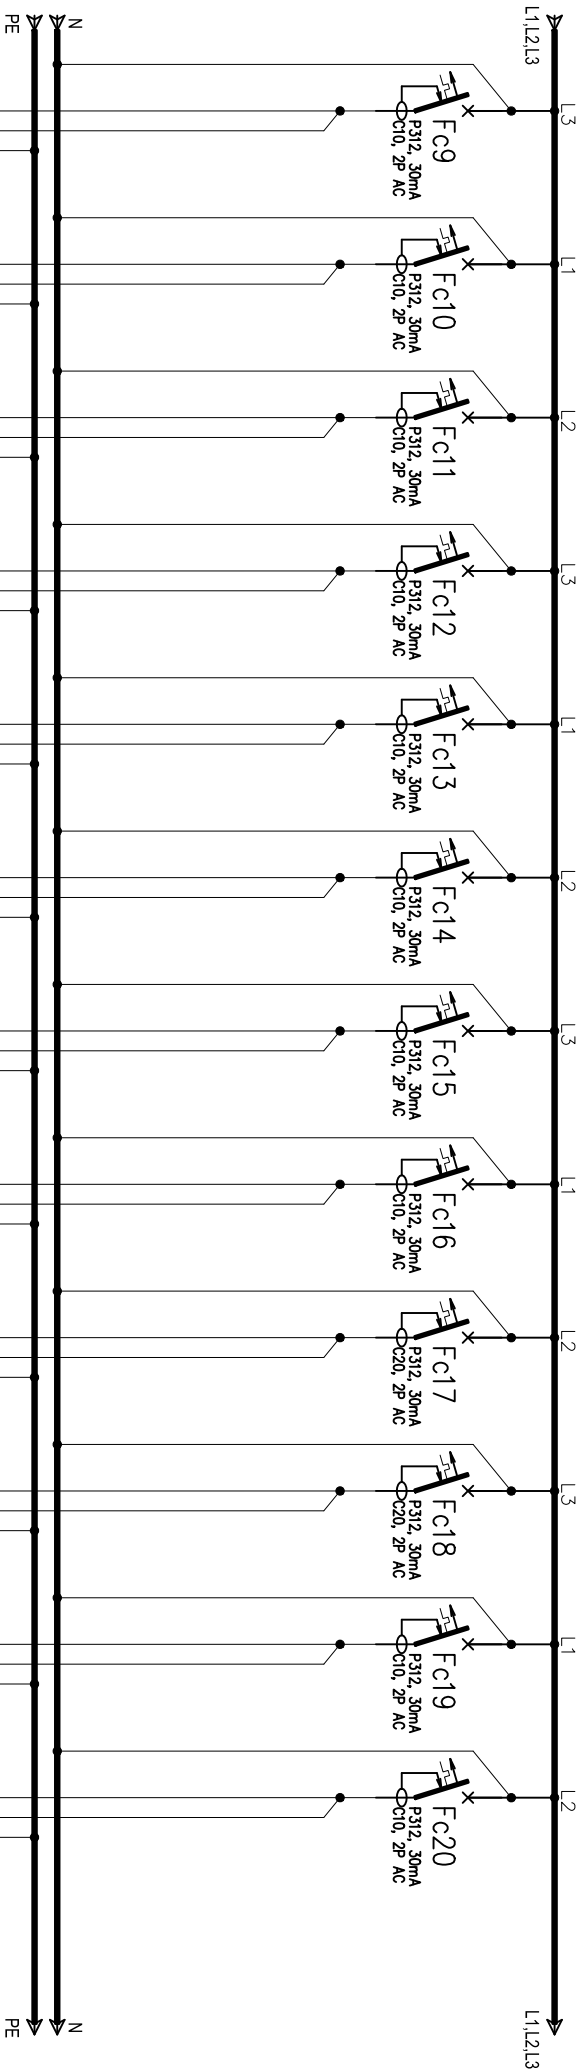 L1,L2,L3
L1,L2,L3
L3
L1
L2
L3
L1
L2
L3
L1
L2
L3
L1
L2
Fc9
P312, 30mA
C10, 2P AC
Fc10
P312, 30mA
C10, 2P AC
Fc11
P312, 30mA
C10, 2P AC
Fc12
P312, 30mA
C10, 2P AC
Fc13
P312, 30mA
C10, 2P AC
Fc14
P312, 30mA
C10, 2P AC
Fc15
P312, 30mA
C10, 2P AC
Fc16
P312, 30mA
C10, 2P AC
Fc17
P312, 30mA
C20, 2P AC
Fc18
P312, 30mA
C20, 2P AC
Fc19
P312, 30mA
C10, 2P AC
Fc20
P312, 30mA
C10, 2P AC
N
N
PE
PE